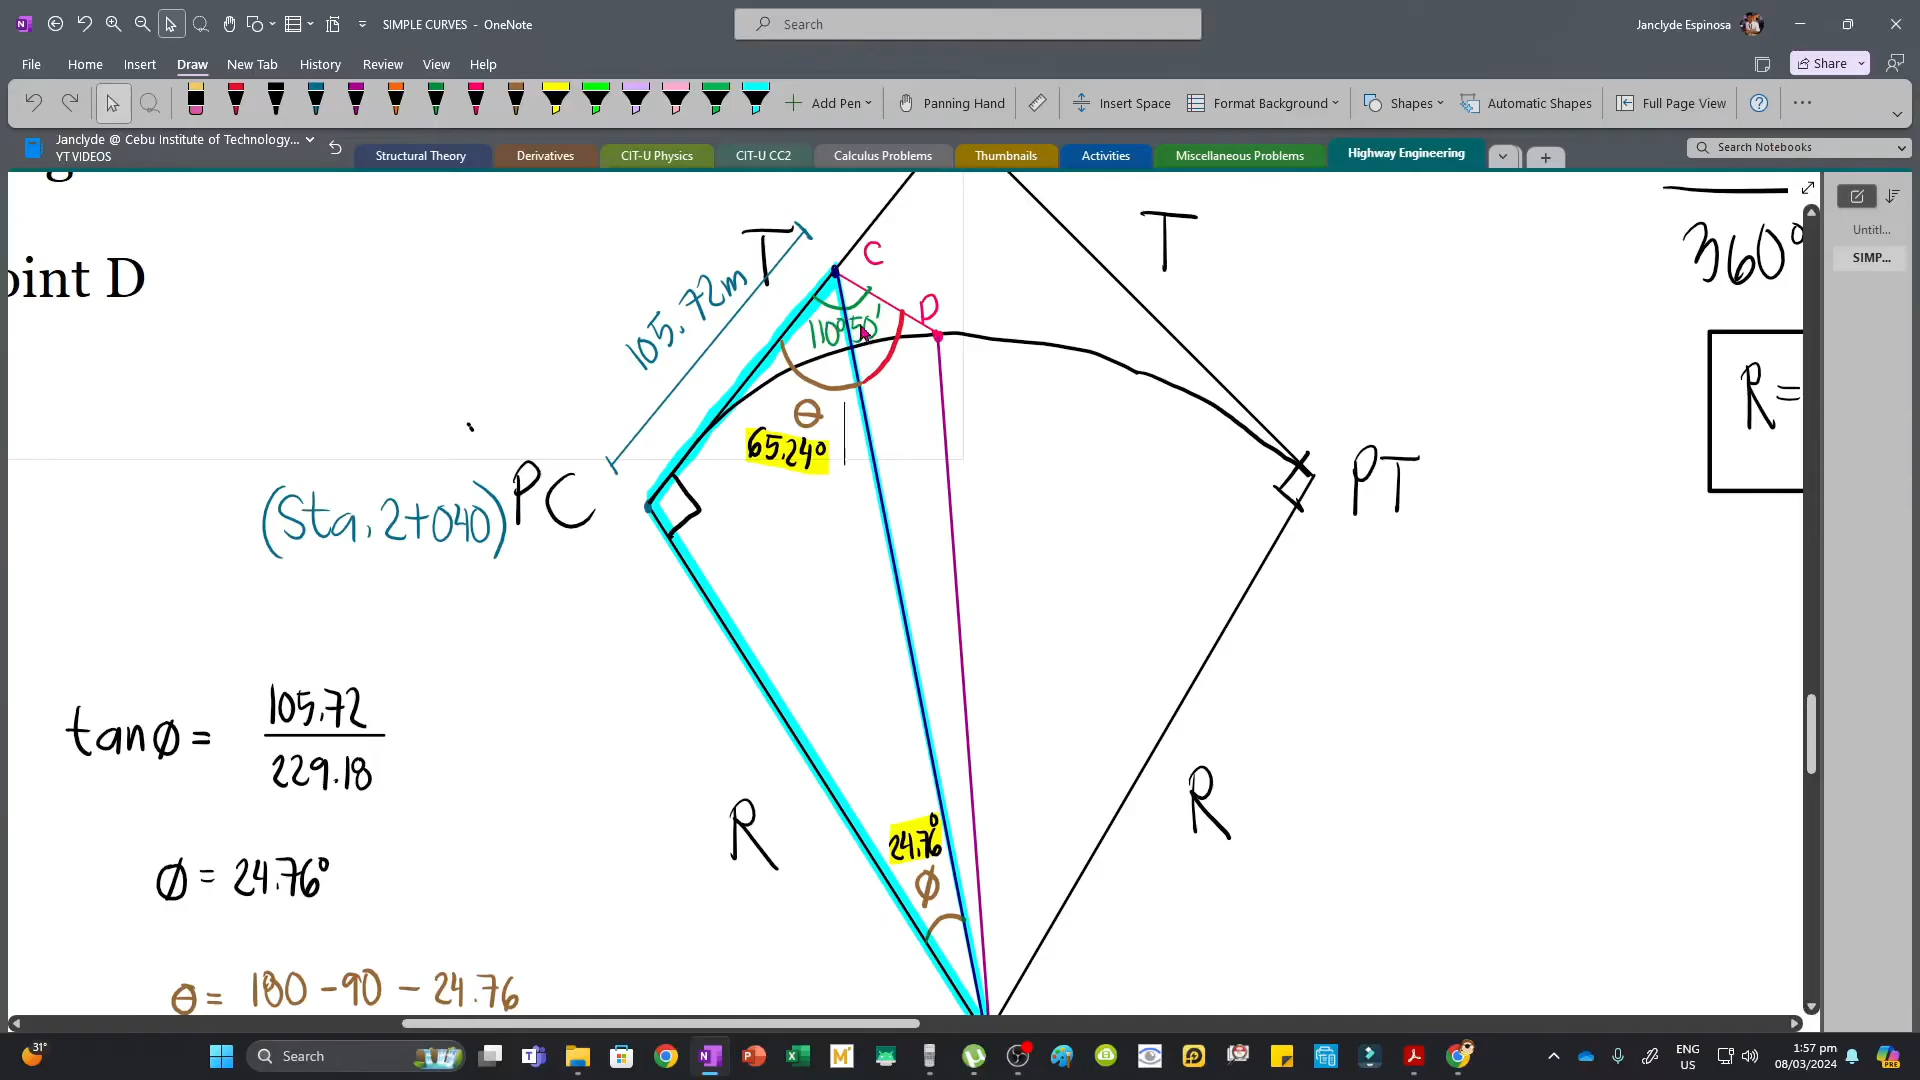 SIMPLE CURVES - OneNote
Search
Janclyde Espinosa
File Home Insert Draw New Tab History Review View Help
Share
Add Pen
Panning Hand
Insert Space
Format Background
Shapes
Automatic Shapes
Full Page View
Janclyde @ Cebu Institute of Technology...
YT VIDEOS
Structural Theory
Derivatives
CIT-U Physics
CIT-U CC2
Calculus Problems
Thumbnails
Activities
Miscellaneous Problems
Highway Engineering
Search Notebooks
Untitl...
SIMP...
oint D
T
T
C
D
105.72m
110°50'
θ
65.24°
PC
(Sta. 2+040)
PT
360°
R=
tanø = 105.72
229.18
ø = 24.76°
θ = 180 - 90 - 24.76
R
R
24.76°
ø
31°
Search
ENG
US
1:57 pm
08/03/2024